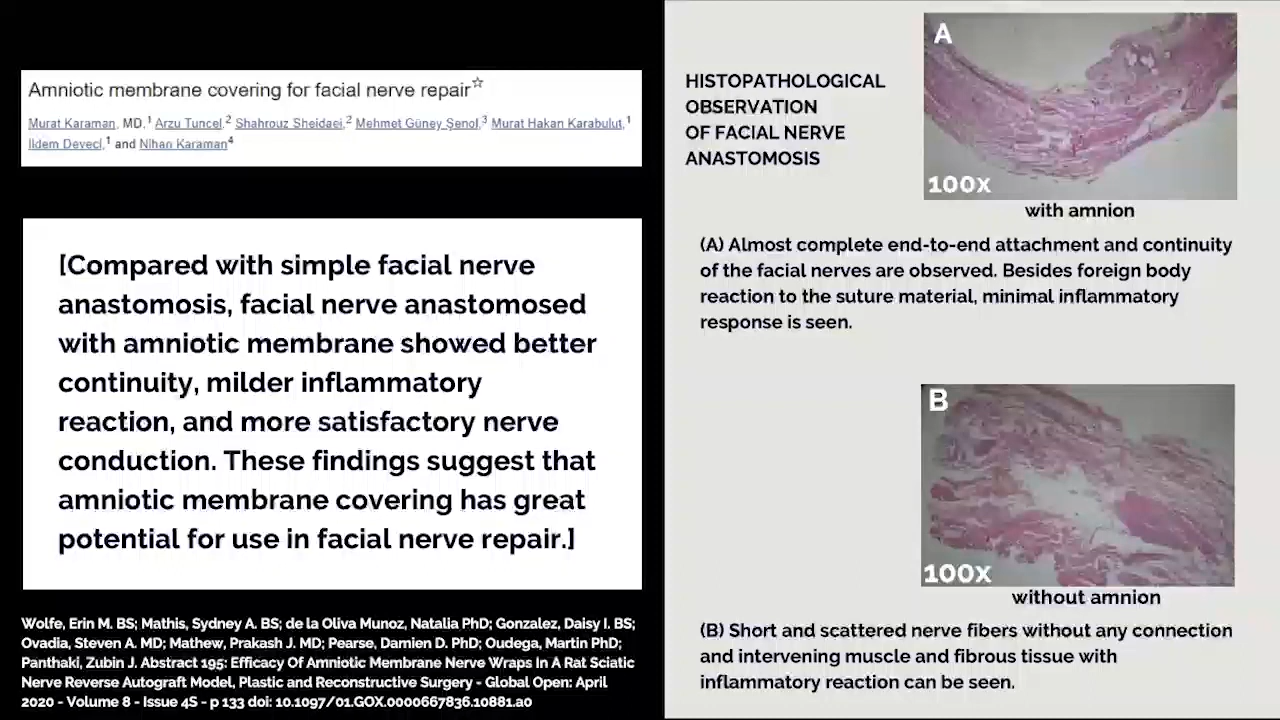 Amniotic membrane covering for facial nerve repair☆
Murat Karaman, MD,1 Arzu Tuncel,2 Shahrouz Sheidaei,2 Mehmet Güney Şenol,3 Murat Hakan Karabulut,1
Ildem Deveci,1 and Nihan Karaman4
[Compared with simple facial nerve
anastomosis, facial nerve anastomosed
with amniotic membrane showed better
continuity, milder inflammatory
reaction, and more satisfactory nerve
conduction. These findings suggest that
amniotic membrane covering has great
potential for use in facial nerve repair.]
Wolfe, Erin M. BS; Mathis, Sydney A. BS; de la Oliva Munoz, Natalia PhD; Gonzalez, Daisy I. BS;
Ovadia, Steven A. MD; Mathew, Prakash J. MD; Pearse, Damien D. PhD; Oudega, Martin PhD;
Panthaki, Zubin J. Abstract 195: Efficacy Of Amniotic Membrane Nerve Wraps In A Rat Sciatic
Nerve Reverse Autograft Model, Plastic and Reconstructive Surgery - Global Open: April
2020 - Volume 8 - Issue 4S - p 133 doi: 10.1097/01.GOX.0000667836.10881.a0
HISTOPATHOLOGICAL
OBSERVATION
OF FACIAL NERVE
ANASTOMOSIS
A
100x
with amnion
(A) Almost complete end-to-end attachment and continuity
of the facial nerves are observed. Besides foreign body
reaction to the suture material, minimal inflammatory
response is seen.
B
100x
without amnion
(B) Short and scattered nerve fibers without any connection
and intervening muscle and fibrous tissue with
inflammatory reaction can be seen.